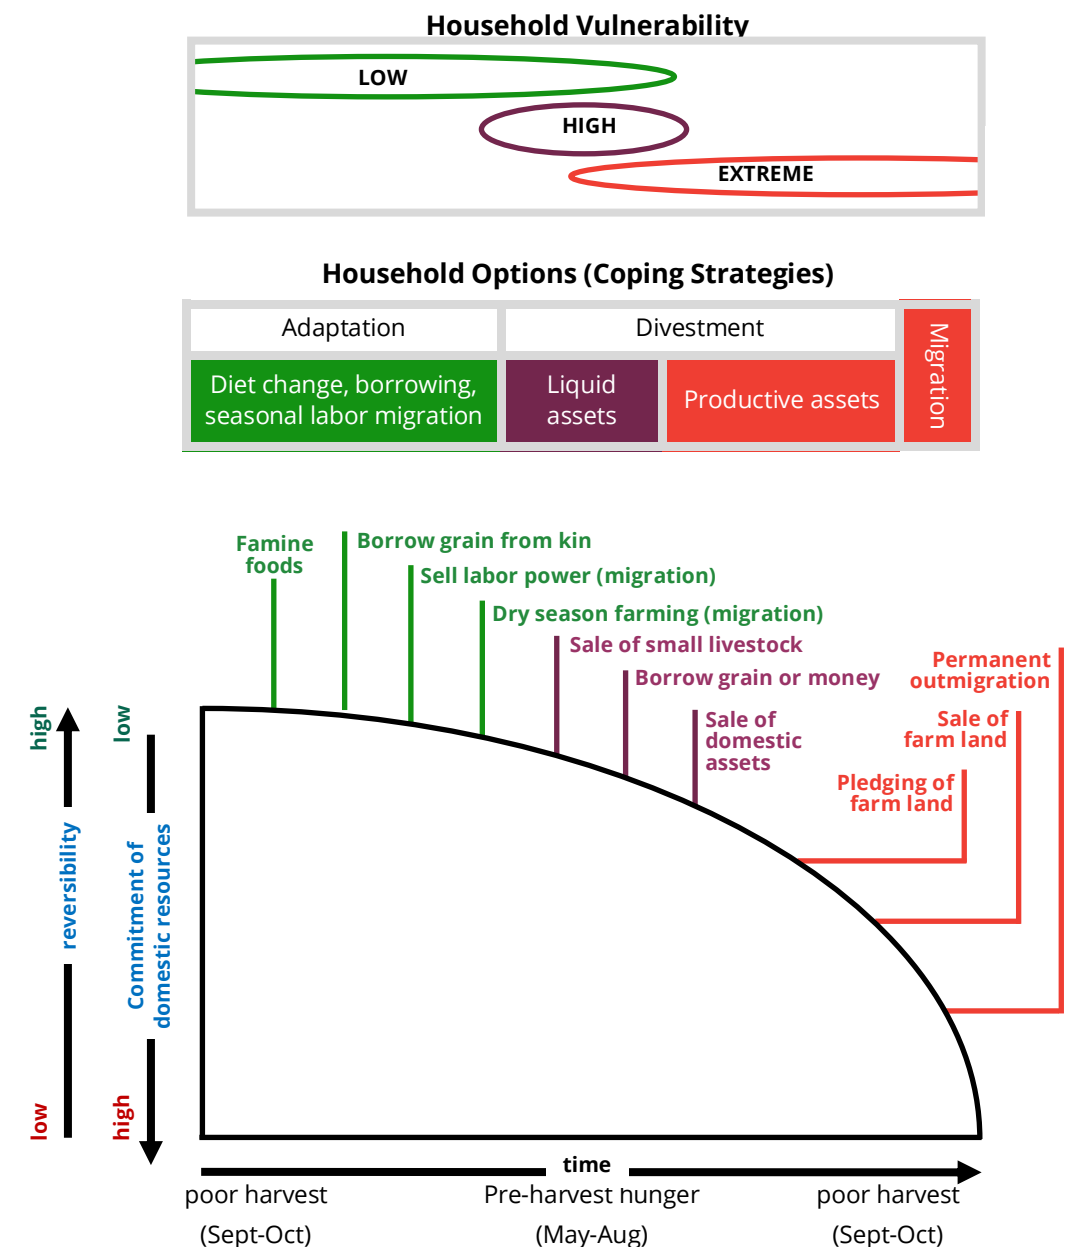 Household Vulnerability
LOW
HIGH
EXTREME
Household Options (Coping Strategies)
Adaptation
Divestment
Migration
Diet change, borrowing,
seasonal labor migration
Liquid
assets
Productive assets
Famine
foods
Borrow grain from kin
Sell labor power (migration)
Dry season farming (migration)
Sale of small livestock
Borrow grain or money
Sale of
domestic
assets
Permanent
outmigration
Sale of
farm land
Pledging of
farm land
high
reversibility
low
low
Commitment of
domestic resources
high
time
poor harvest
(Sept-Oct)
Pre-harvest hunger
(May-Aug)
poor harvest
(Sept-Oct)